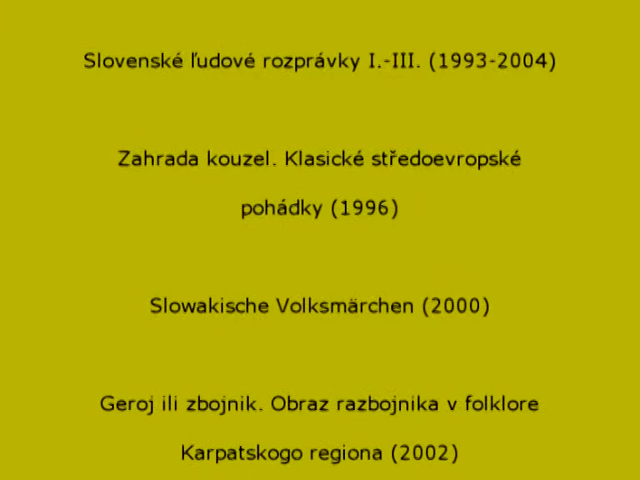 Slovenské ľudové rozprávky I.-III. (1993-2004)
Zahrada kouzel. Klasické středoevropské
pohádky (1996)
Slowakische Volksmärchen (2000)
Geroj ili zbojnik. Obraz razbojnika v folklore
Karpatskogo regiona (2002)